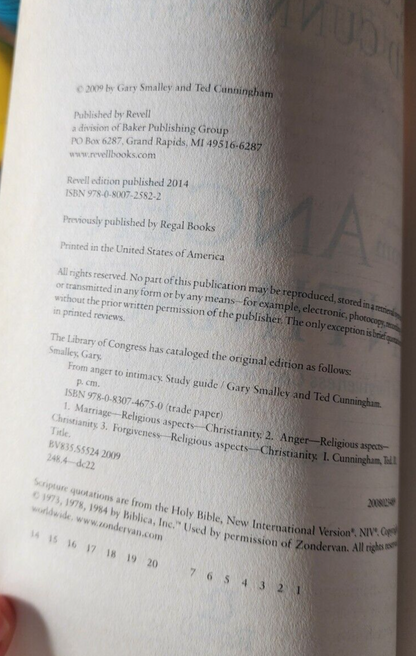 © 2009 by Gary Smalley and Ted Cunningham
Published by Revell
a division of Baker Publishing Group
PO Box 6287, Grand Rapids, MI 49516-6287
www.revellbooks.com
Revell edition published 2014
ISBN 978-0-8007-2582-2
Previously published by Regal Books
Printed in the United States of America
All rights reserved. No part of this publication may be reproduced, stored in a retrieval
or transmitted in any form or by any means—for example, electronic, photocopy,
without the prior written permission of the publisher. The only exception is brief
in printed reviews.
The Library of Congress has cataloged the original edition as follows:
Smalley, Gary.
From anger to intimacy. Study guide / Gary Smalley and Ted Cunningham.
p. cm.
ISBN 978-0-8307-4675-0 (trade paper)
1. Marriage—Religious aspects—Christianity. 2. Anger—Religious aspects—
Christianity. 3. Forgiveness—Religious aspects—Christianity. I. Cunningham, Ted. II.
Title.
BV835.S5524 2009
248.4—dc22
Scripture quotations are from the Holy Bible, New International Version®. NIV®.
© 1973, 1978, 1984 by Biblica, Inc.™ Used by permission of Zondervan. All rights
worldwide. www.zondervan.com
14 15 16 17 18 19 20 7 6 5 4 3 2 1